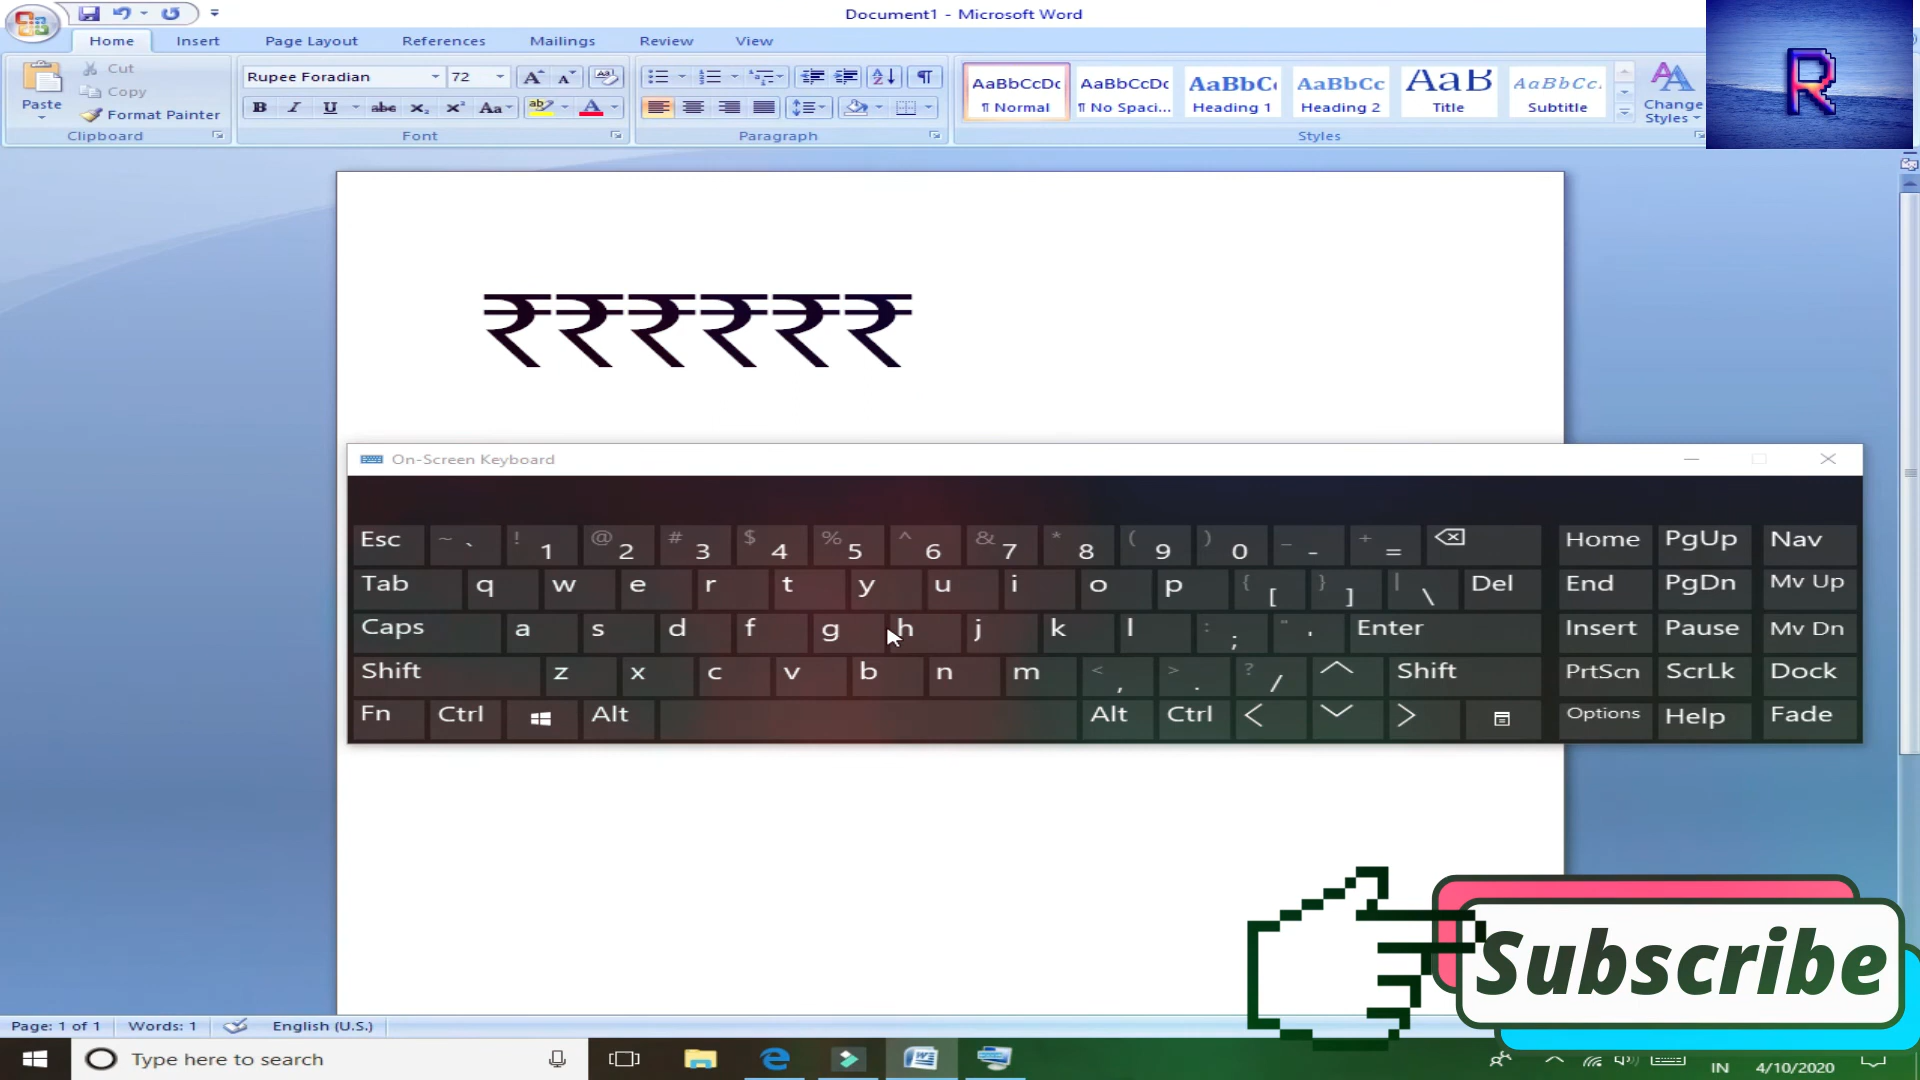 Document1 - Microsoft Word
Home Insert Page Layout References Mailings Review View
Paste
Cut
Copy
Format Painter
Clipboard
Rupee Foradian 72
B I U abc x₂ x² Aa ab A
Font
Paragraph
AaBbCcDc AaBbCcDc AaBbC AaBbCc AaB AaBbCc.
¶ Normal ¶ No Spaci... Heading 1 Heading 2 Title Subtitle
Change Styles
Styles
R
₹₹₹₹₹₹
On-Screen Keyboard
Esc ~ ` ! 1 @ 2 # 3 $ 4 % 5 ^ 6 & 7 * 8 ( 9 ) 0 _ - + = Home PgUp Nav
Tab q w e r t y u i o p { [ } ] | \ Del End PgDn Mv Up
Caps a s d f g h j k l : ; " ' Enter Insert Pause Mv Dn
Shift z x c v b n m < , > . ? / Shift PrtScn ScrLk Dock
Fn Ctrl Alt Alt Ctrl Options Help Fade
Subscribe
Page: 1 of 1 Words: 1 English (U.S.)
Type here to search
IN 4/10/2020